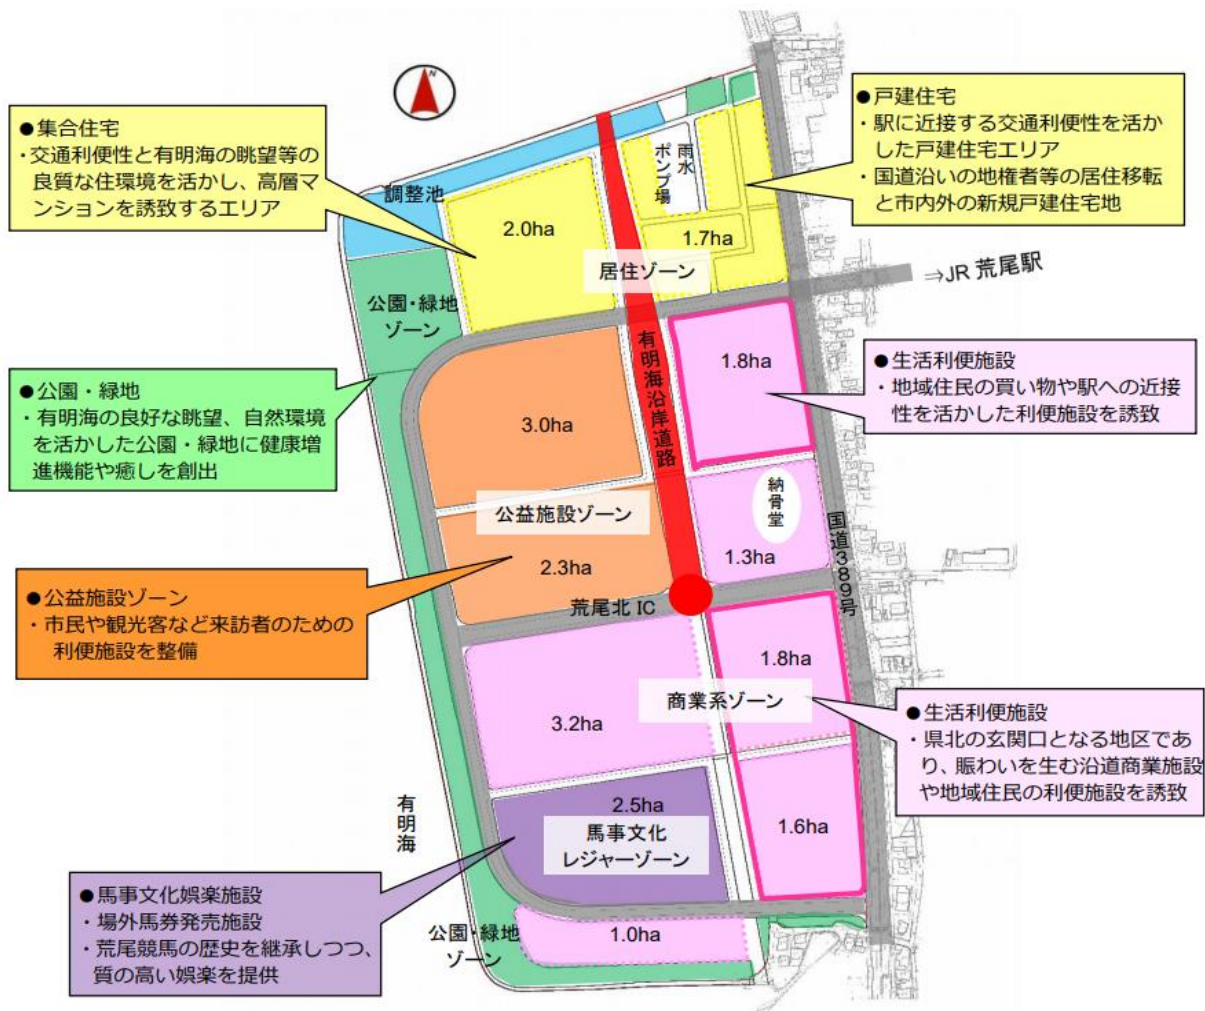 N
●集合住宅
・交通利便性と有明海の眺望等の
良質な住環境を活かし、高層マ
ンションを誘致するエリア
●戸建住宅
・駅に近接する交通利便性を活か
した戸建住宅エリア
・国道沿いの地権者等の居住移転
と市内外の新規戸建住宅地
調整池
雨水
ポンプ場
2.0ha
1.7ha
居住ゾーン
⇒JR 荒尾駅
公園・緑地
ゾーン
有明海沿岸道路
1.8ha
●生活利便施設
・地域住民の買い物や駅への近接
性を活かした利便施設を誘致
●公園・緑地
・有明海の良好な眺望、自然環境
を活かした公園・緑地に健康増
進機能や癒しを創出
3.0ha
公益施設ゾーン
納骨堂
国道389号
1.3ha
2.3ha
●公益施設ゾーン
・市民や観光客など来訪者のための
利便施設を整備
荒尾北 IC
1.8ha
商業系ゾーン
3.2ha
●生活利便施設
・県北の玄関口となる地区であ
り、賑わいを生む沿道商業施設
や地域住民の利便施設を誘致
有明海
2.5ha
馬事文化
レジャーゾーン
1.6ha
●馬事文化娯楽施設
・場外馬券発売施設
・荒尾競馬の歴史を継承しつつ、
質の高い娯楽を提供
公園・緑地
ゾーン
1.0ha